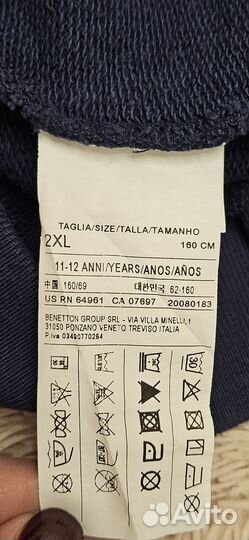 TAGLIA/SIZE/TALLA/TAMANHO
2XL 160 CM
11-12 ANNI/YEARS/ANOS/AÑOS
中国 160/69 대한민국 62-160
US RN 64961 CA 07697 20080183
BENETTON GROUP SRL - VIA VILLA MINELLI,1
31050 PONZANO VENETO TREVISO ITALIA
P.iva 03490770264
Avito